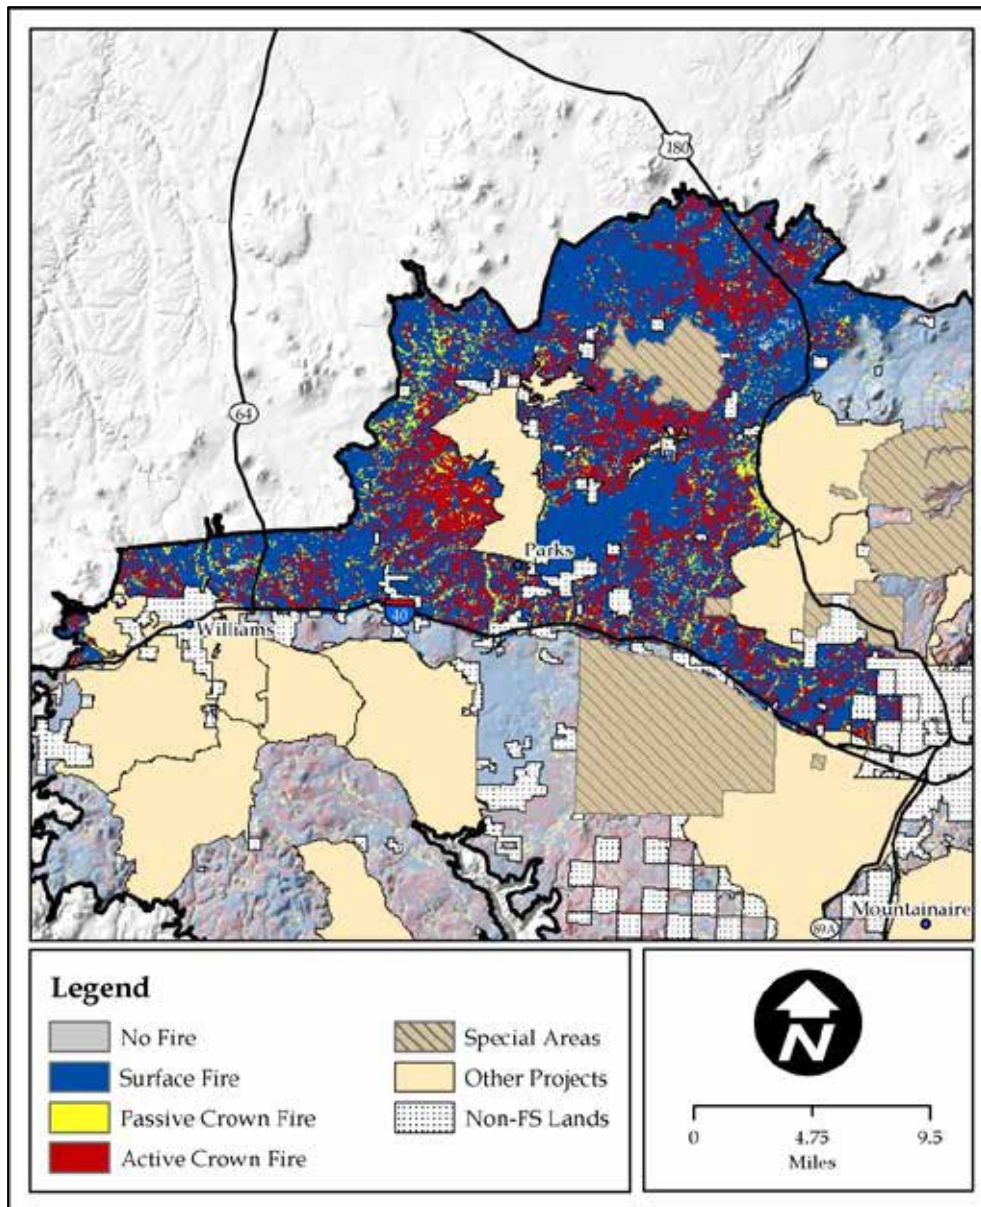 180
64
Parks
40
Williams
Mountainaire
89A
Legend
No Fire
Surface Fire
Passive Crown Fire
Active Crown Fire
Special Areas
Other Projects
Non-FS Lands
N
0 4.75 9.5
Miles